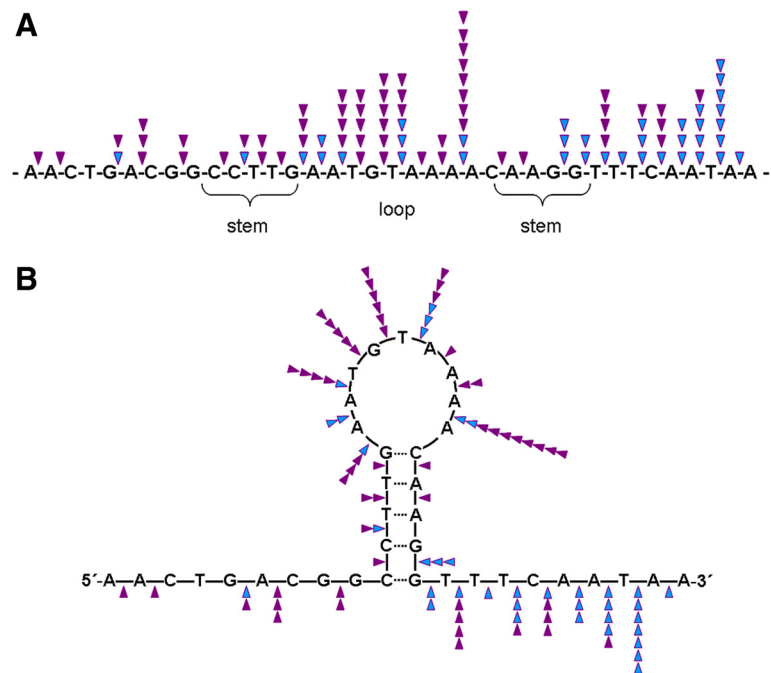 A
- A-A-C-T-G-A-C-G-G-C-C-T-T-G-A-A-T-G-T-A-A-A-A-C-A-A-G-G-T-T-T-C-A-A-T-A-A -
stem
loop
stem
B
T
G A
T A
A A
A A
G C
T A
T A
C G
5´-A—A—C—T—G—A—C—G—G—C····G—T—T—T—C—A—A—T—A—A-3´